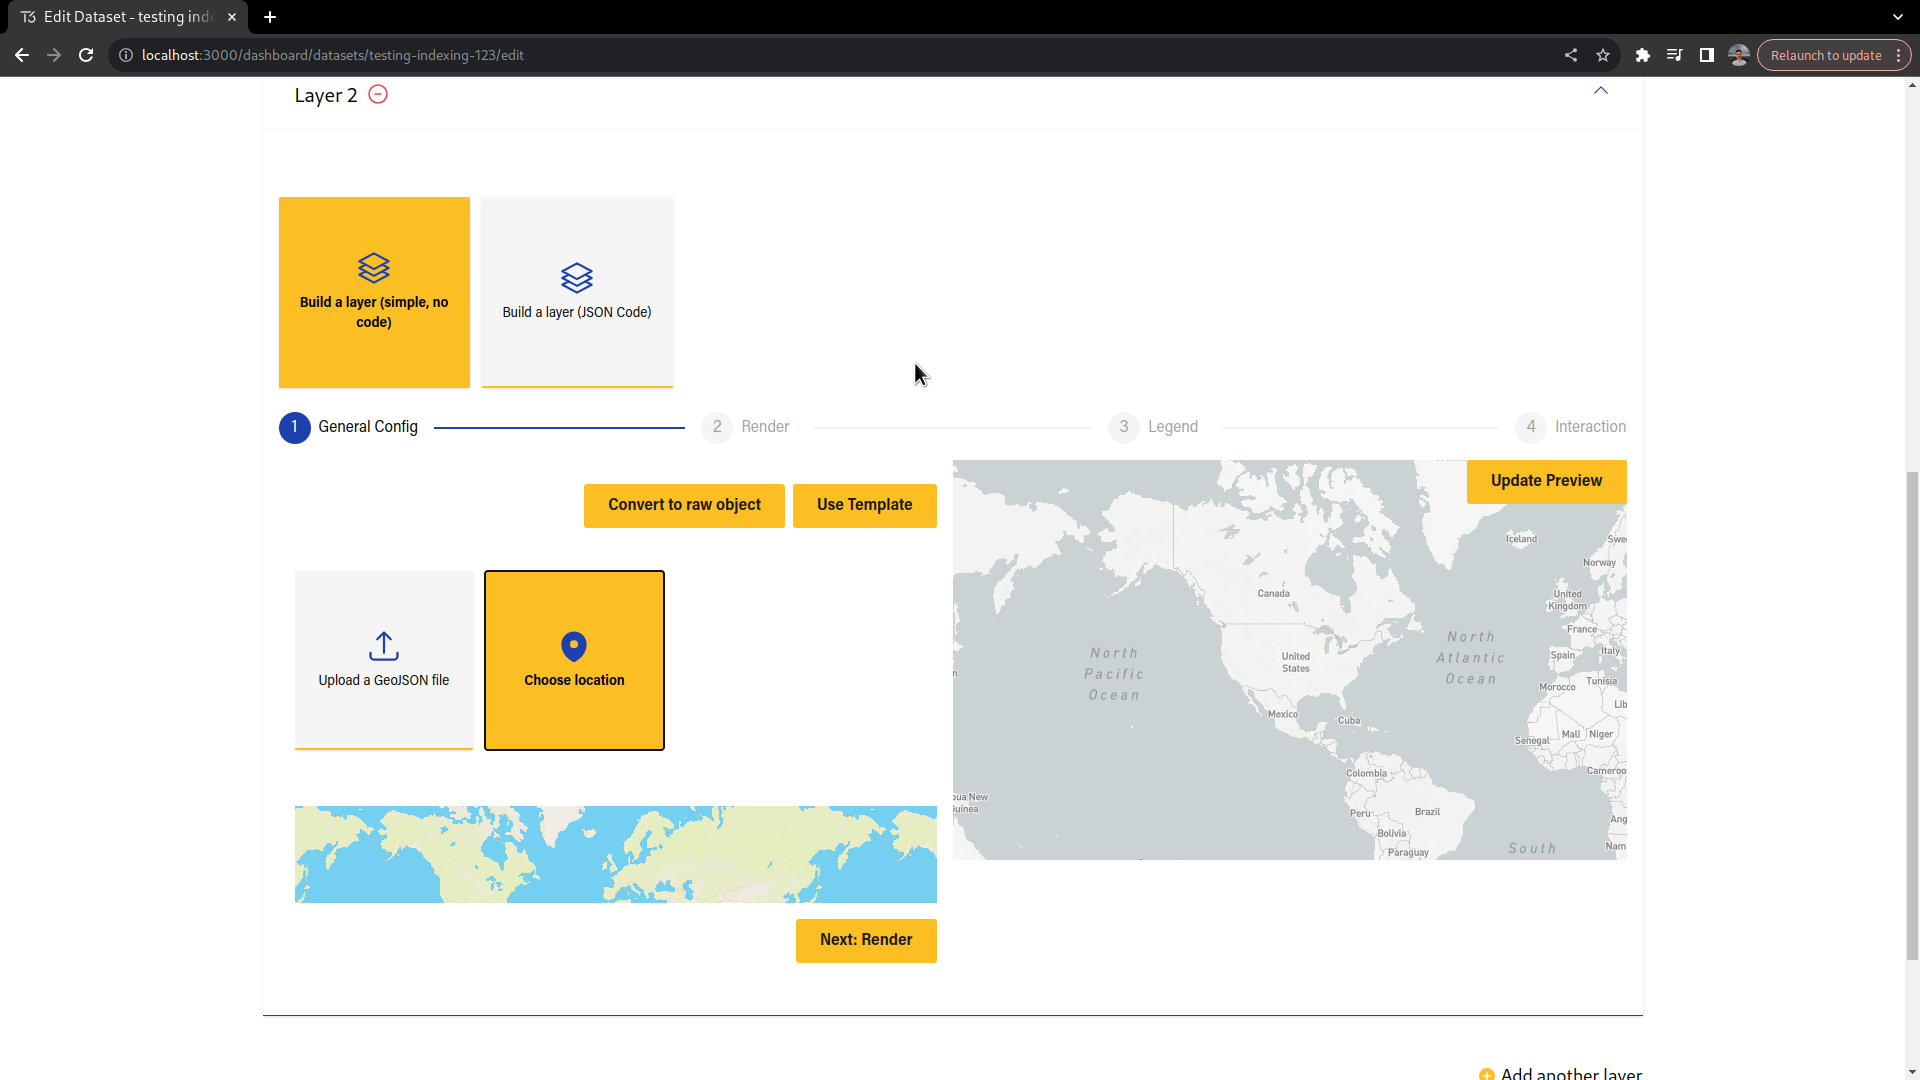 Edit Dataset - testing inde
localhost:3000/dashboard/datasets/testing-indexing-123/edit
Relaunch to update
Layer 2
Build a layer (simple, no
code)
Build a layer (JSON Code)
1 General Config
2 Render
3 Legend
4 Interaction
Convert to raw object
Use Template
Update Preview
Upload a GeoJSON file
Choose location
Next: Render
Iceland
Swe
Norway
Canada
United
Kingdom
France
North
Pacific
Ocean
United
States
North
Atlantic
Ocean
Spain
Italy
Morocco
Tunisia
Lib
Mexico
Cuba
Senegal
Mali
Niger
Colombia
Cameroo
pua New
Guinea
Peru
Brazil
Ang
Bolivia
Paraguay
South
Nam
Add another layer